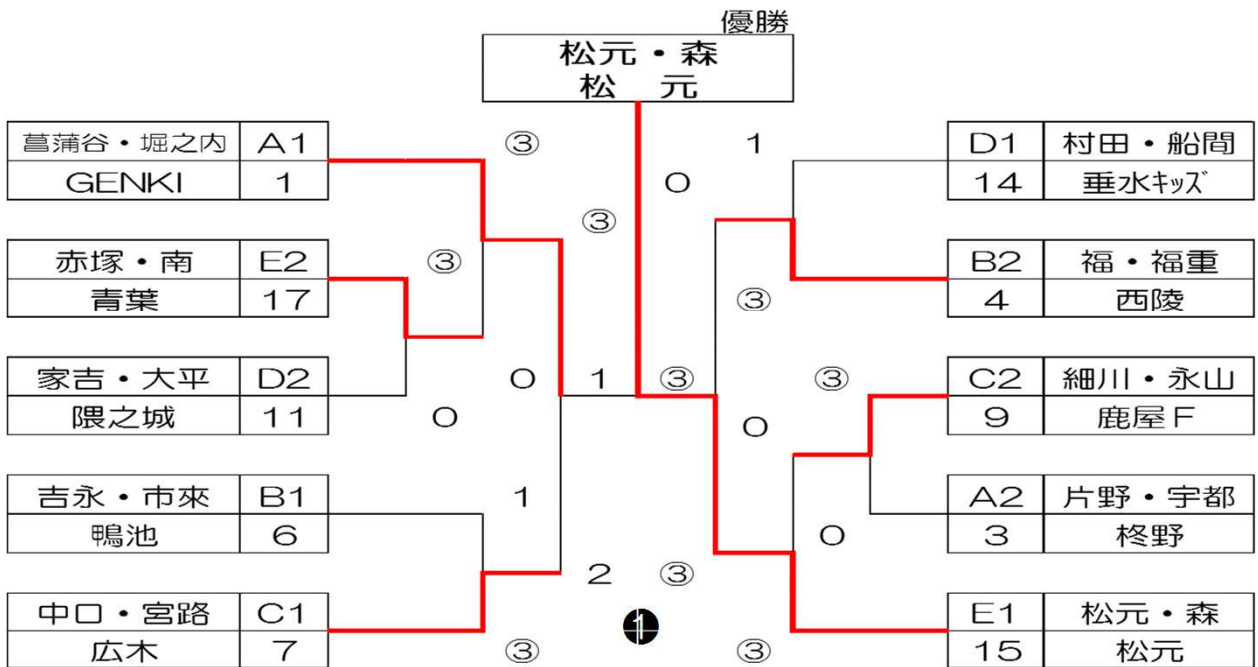 優勝
松元・森
松 元
菖蒲谷・堀之内 A1
GENKI 1
③
1
D1 村田・船間
14 垂水キッズ
0
③
赤塚・南 E2
青葉 17
③
B2 福・福重
4 西陵
③
家吉・大平 D2
隈之城 11
0
1
③
③
C2 細川・永山
9 鹿屋F
0
0
吉永・市來 B1
鴨池 6
1
A2 片野・宇都
3 柊野
0
2
③
中口・宮路 C1
広木 7
③
1
③
E1 松元・森
15 松元